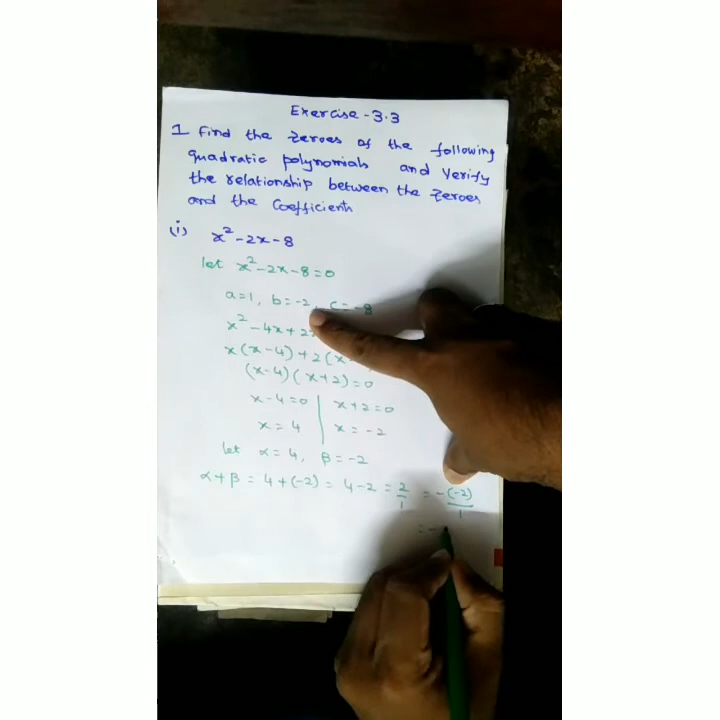 Exercise - 3.3
1 Find the zeroes of the following
quadratic polynomials and Verify
the relationship between the zeroes
and the Coefficients
(i) x² - 2x - 8
let x² - 2x - 8 = 0
a = 1, b = -2, c = -8
x² - 4x + 2
x (x - 4) + 2 (x
(x - 4) (x + 2) = 0
x - 4 = 0 | x + 2 = 0
x = 4 | x = -2
let α = 4, β = -2
α + β = 4 + (-2) = 4 - 2 = 2/1 = -(-2)/1
= -